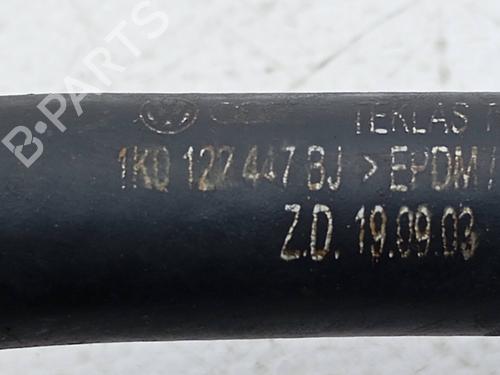 B-PARTS
TEKLAS
1K0 122 447 BJ >EPDM/
Z.D. 19.09.03